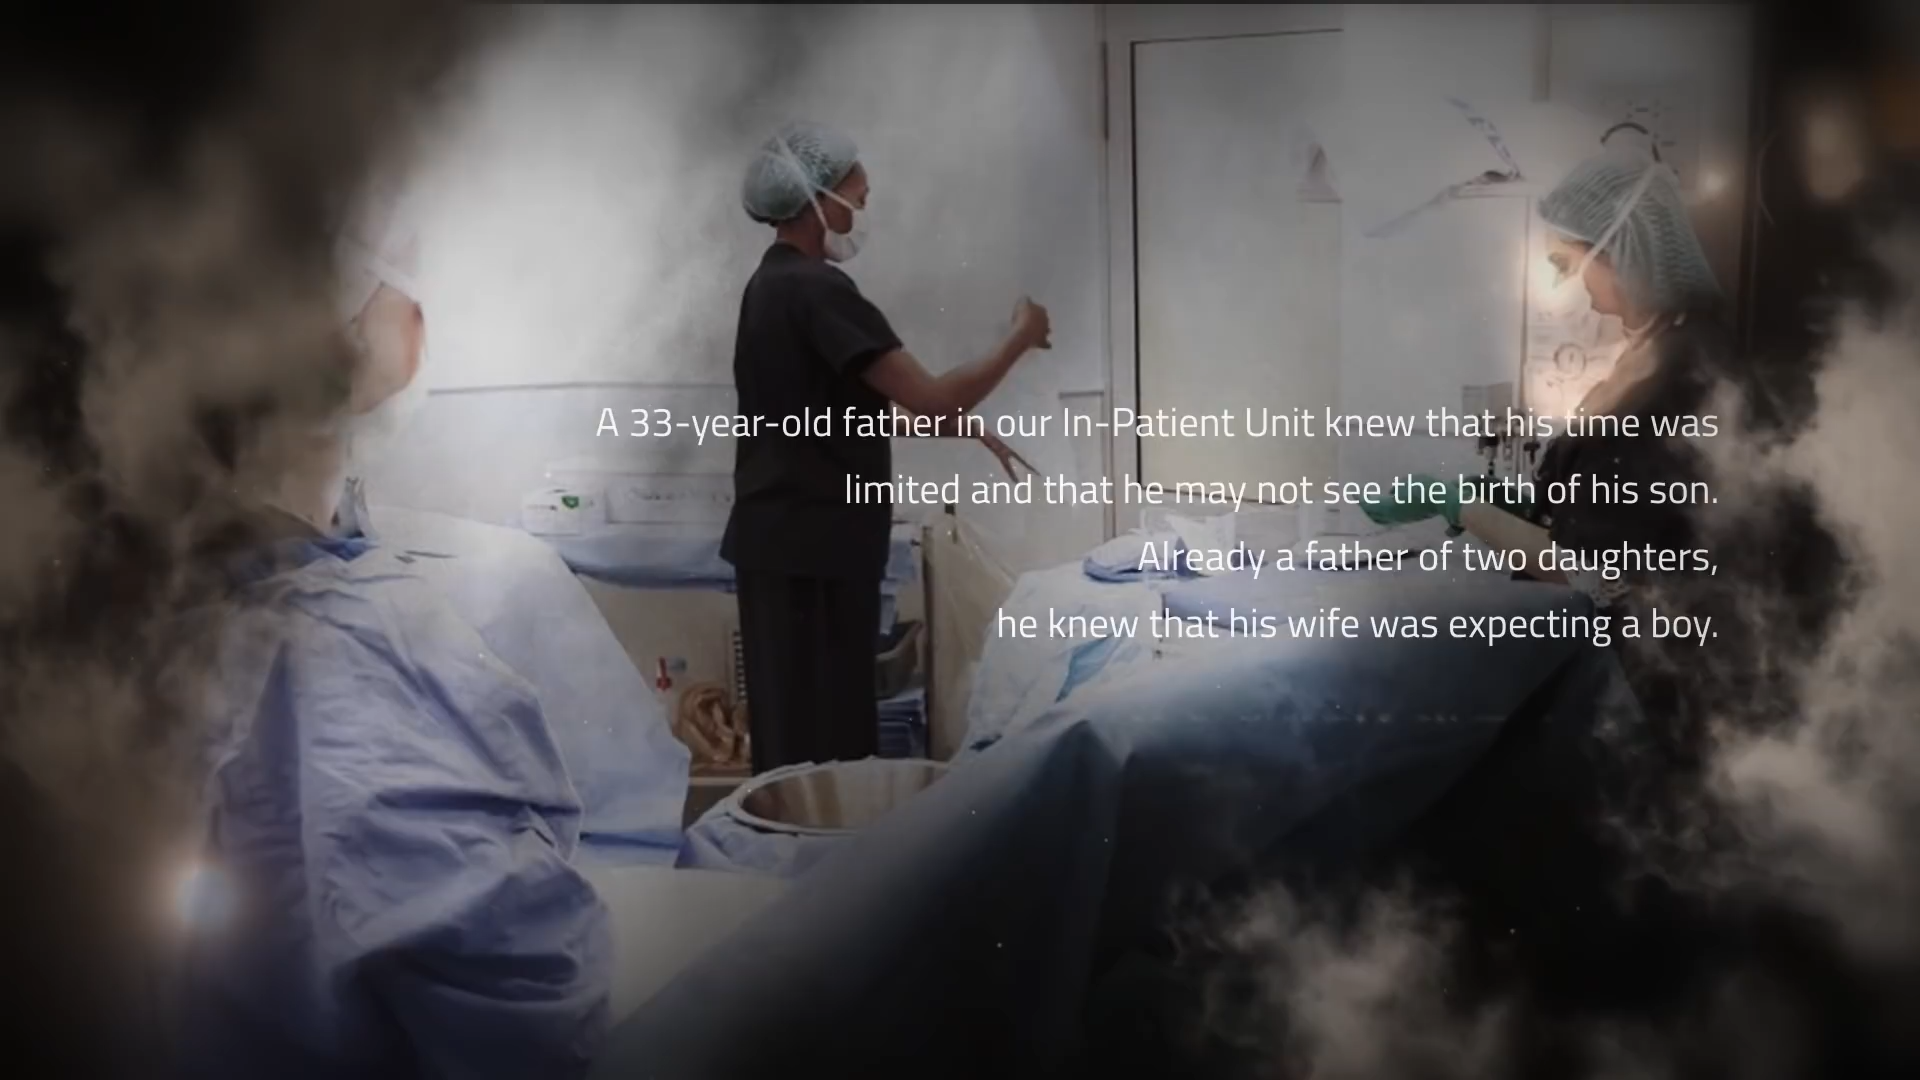 A 33-year-old father in our In-Patient Unit knew that his time was
limited and that he may not see the birth of his son.
Already a father of two daughters,
he knew that his wife was expecting a boy.